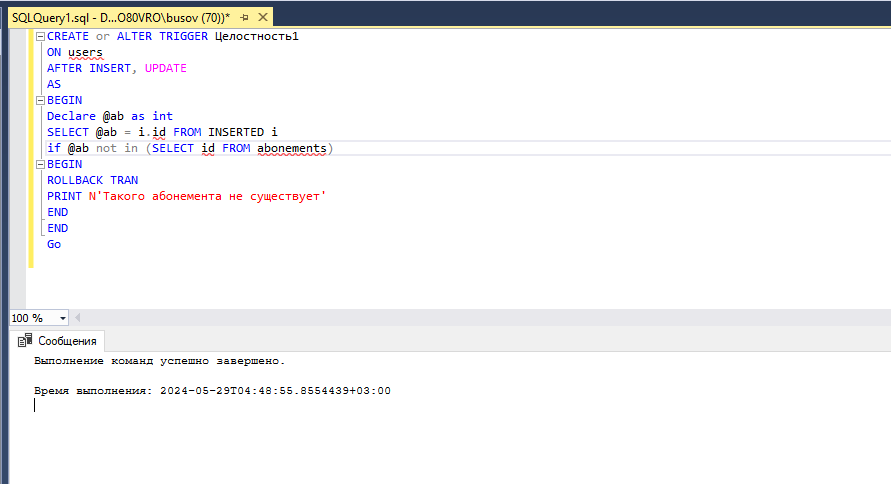 SQLQuery1.sql - D...O80VRO\busov (70))*
CREATE or ALTER TRIGGER Целостность1
ON users
AFTER INSERT, UPDATE
AS
BEGIN
Declare @ab as int
SELECT @ab = i.id FROM INSERTED i
if @ab not in (SELECT id FROM abonements)
BEGIN
ROLLBACK TRAN
PRINT N'Такого абонемента не существует'
END
END
Go
100 %
Сообщения
Выполнение команд успешно завершено.
Время выполнения: 2024-05-29T04:48:55.8554439+03:00